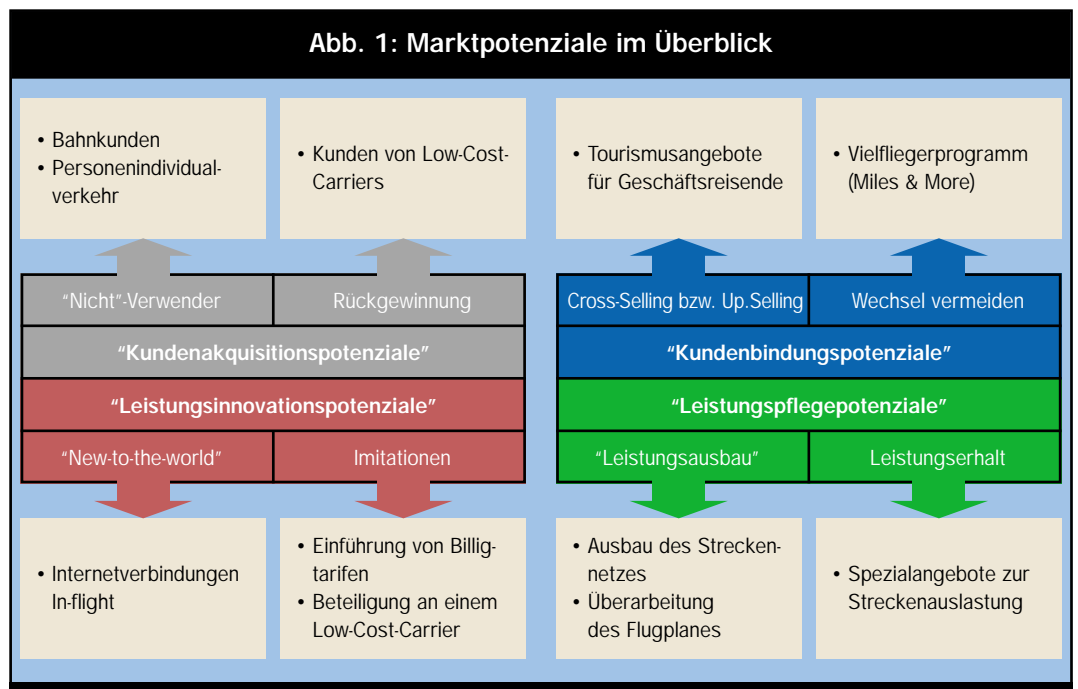 Abb. 1: Marktpotenziale im Überblick
• Bahnkunden
• Personenindividual-
verkehr
• Kunden von Low-Cost-
Carriers
• Tourismusangebote
für Geschäftsreisende
• Vielfliegerprogramm
(Miles & More)
“Nicht”-Verwender
Rückgewinnung
Cross-Selling bzw. Up.Selling
Wechsel vermeiden
“Kundenakquisitionspotenziale”
“Kundenbindungspotenziale”
“Leistungsinnovationspotenziale”
“Leistungspflegepotenziale”
“New-to-the-world”
Imitationen
“Leistungsausbau”
Leistungserhalt
• Internetverbindungen
In-flight
• Einführung von Billig-
tarifen
• Beteiligung an einem
Low-Cost-Carrier
• Ausbau des Strecken-
netzes
• Überarbeitung
des Flugplanes
• Spezialangebote zur
Streckenauslastung